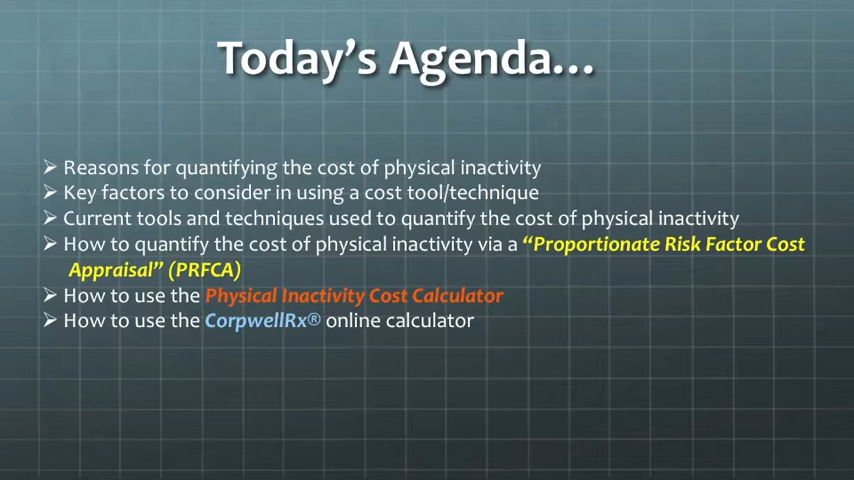 Today’s Agenda…
➢ Reasons for quantifying the cost of physical inactivity
➢ Key factors to consider in using a cost tool/technique
➢ Current tools and techniques used to quantify the cost of physical inactivity
➢ How to quantify the cost of physical inactivity via a “Proportionate Risk Factor Cost
Appraisal” (PRFCA)
➢ How to use the Physical Inactivity Cost Calculator
➢ How to use the CorpwellRx® online calculator